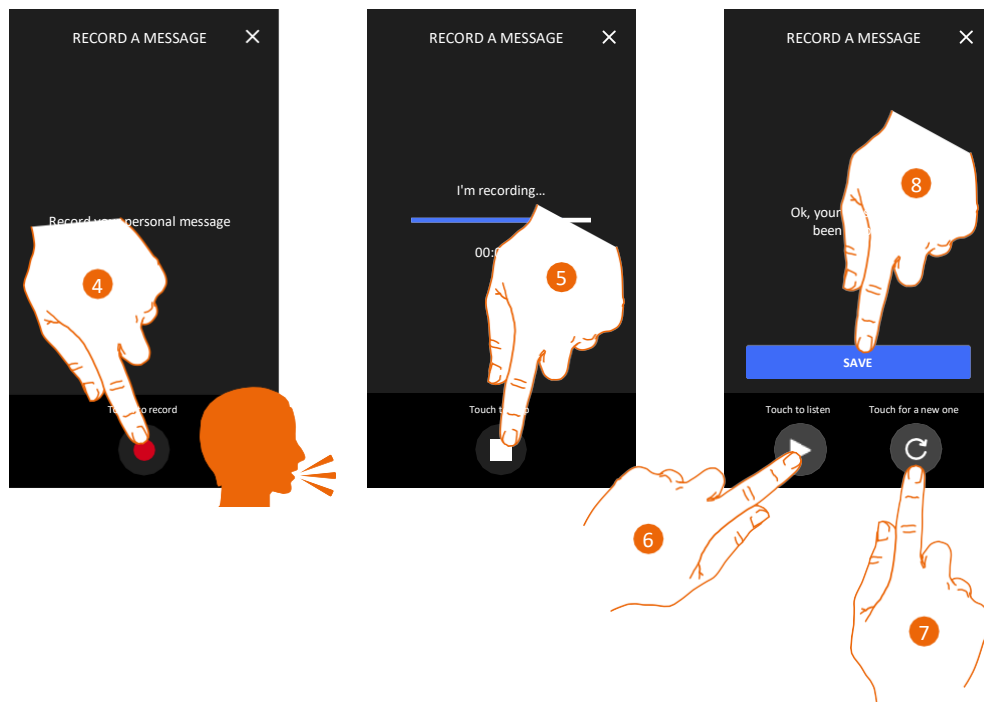 RECORD A MESSAGE
Record personal message
4
to record
RECORD A MESSAGE
I'm recording...
00:
5
Touch
RECORD A MESSAGE
8
Ok, your
been
SAVE
Touch to listen
Touch for a new one
6
7